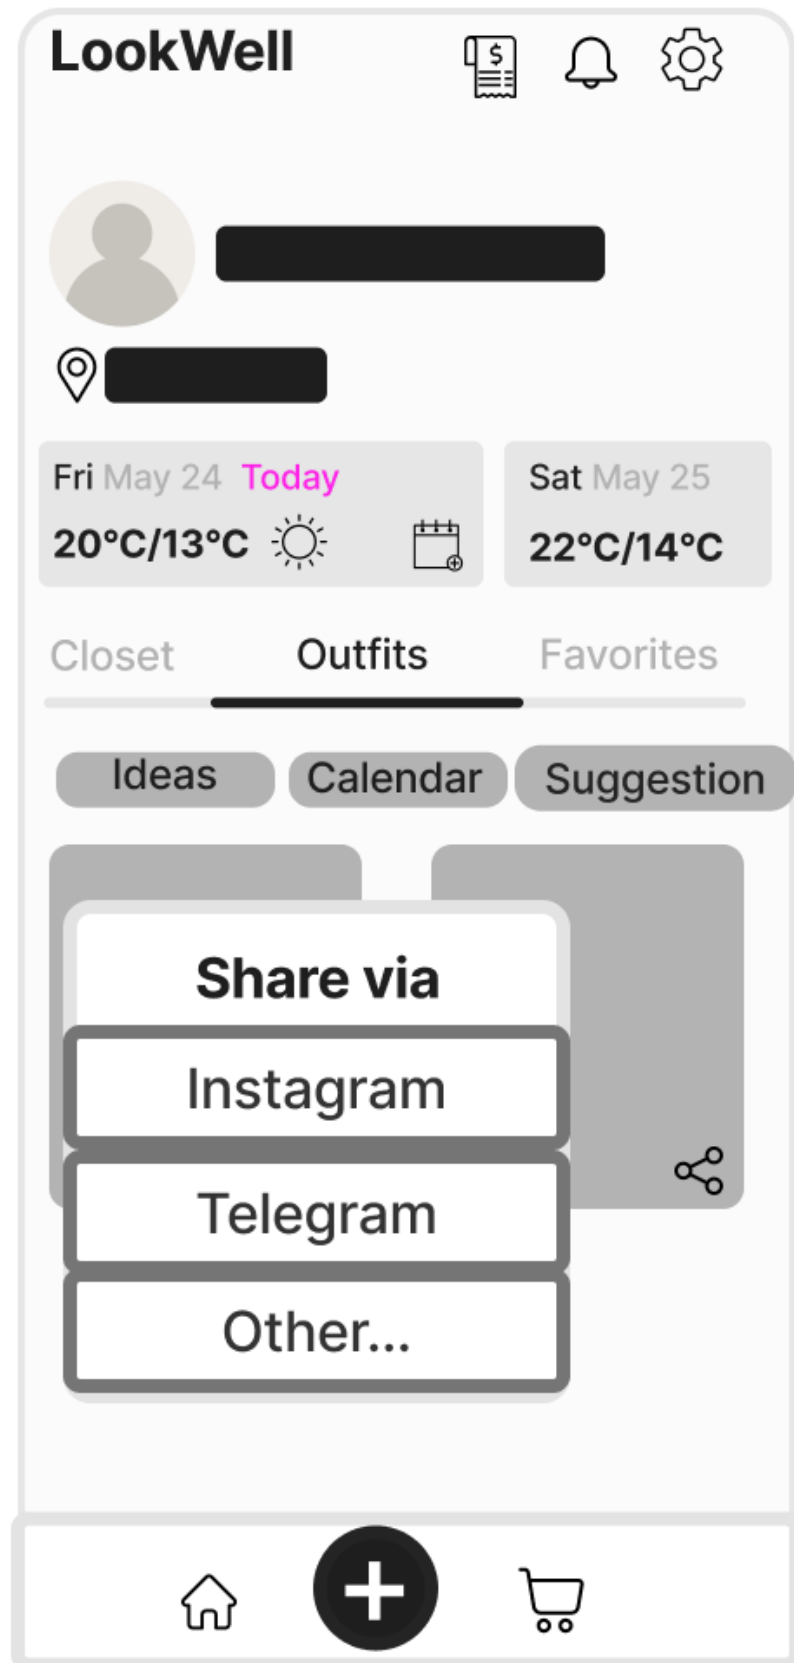 LookWell
$
Fri May 24 Today
20°C/13°C
Sat May 25
22°C/14°C
Closet Outfits Favorites
Ideas Calendar Suggestion
Share via
Instagram
Telegram
Other...